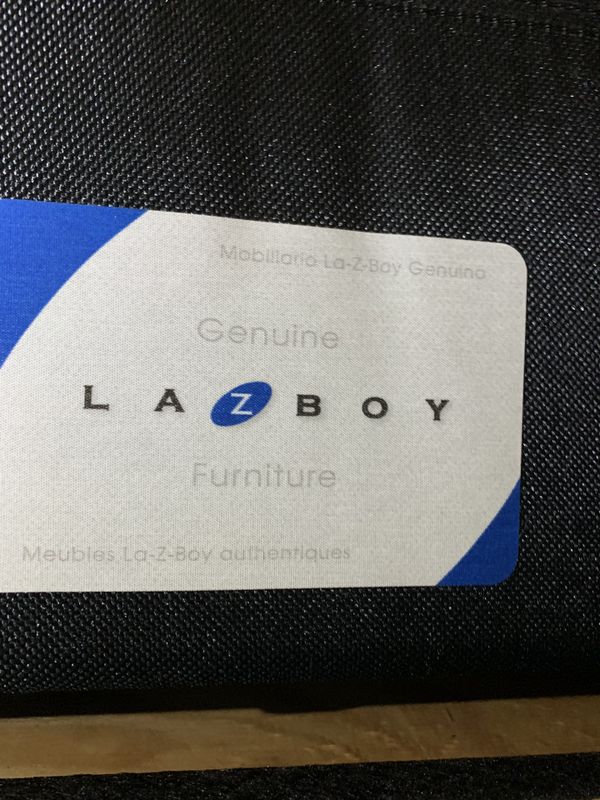 Mobiliario La-Z-Boy Genuino
Genuine
LA Z BOY
Furniture
Meubles La-Z-Boy authentiques